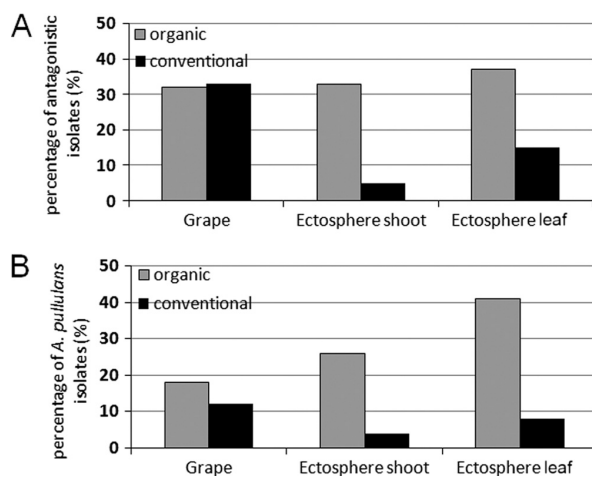 A
percentage of antagonistic
isolates (%)
50
40
30
20
10
0
organic
conventional
Grape
Ectosphere shoot
Ectosphere leaf
B
percentage of A. pullulans
isolates (%)
50
40
30
20
10
0
organic
conventional
Grape
Ectosphere shoot
Ectosphere leaf